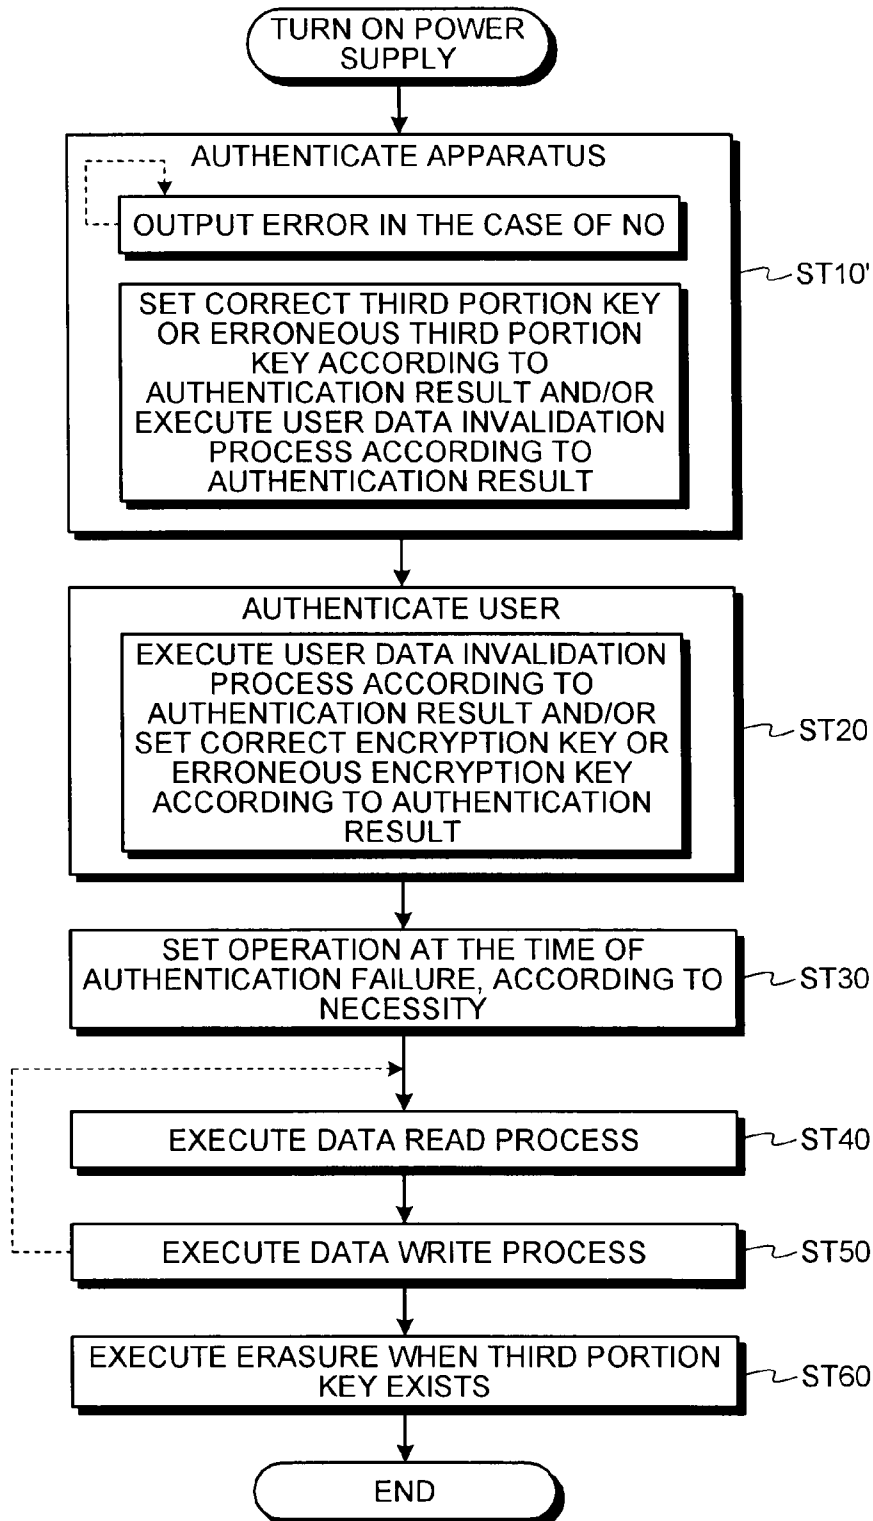 TURN ON POWER
SUPPLY
AUTHENTICATE APPARATUS
OUTPUT ERROR IN THE CASE OF NO
SET CORRECT THIRD PORTION KEY
OR ERRONEOUS THIRD PORTION
KEY ACCORDING TO
AUTHENTICATION RESULT AND/OR
EXECUTE USER DATA INVALIDATION
PROCESS ACCORDING TO
AUTHENTICATION RESULT
ST10'
AUTHENTICATE USER
EXECUTE USER DATA INVALIDATION
PROCESS ACCORDING TO
AUTHENTICATION RESULT AND/OR
SET CORRECT ENCRYPTION KEY OR
ERRONEOUS ENCRYPTION KEY
ACCORDING TO AUTHENTICATION
RESULT
ST20
SET OPERATION AT THE TIME OF
AUTHENTICATION FAILURE, ACCORDING TO
NECESSITY
ST30
EXECUTE DATA READ PROCESS
ST40
EXECUTE DATA WRITE PROCESS
ST50
EXECUTE ERASURE WHEN THIRD PORTION
KEY EXISTS
ST60
END